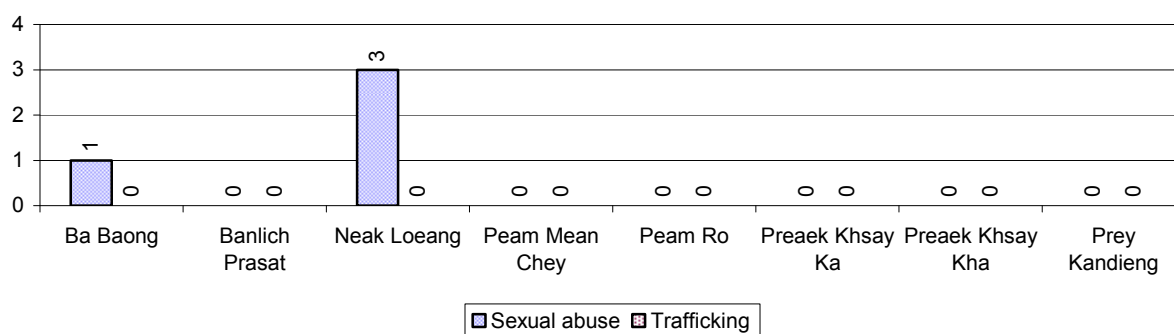 4
3
2
1
0
1
0
0
0
3
0
0
0
0
0
0
0
0
0
0
0
Ba Baong
Banlich
Prasat
Neak Loeang
Peam Mean
Chey
Peam Ro
Preaek Khsay
Ka
Preaek Khsay
Kha
Prey
Kandieng
Sexual abuse Trafficking